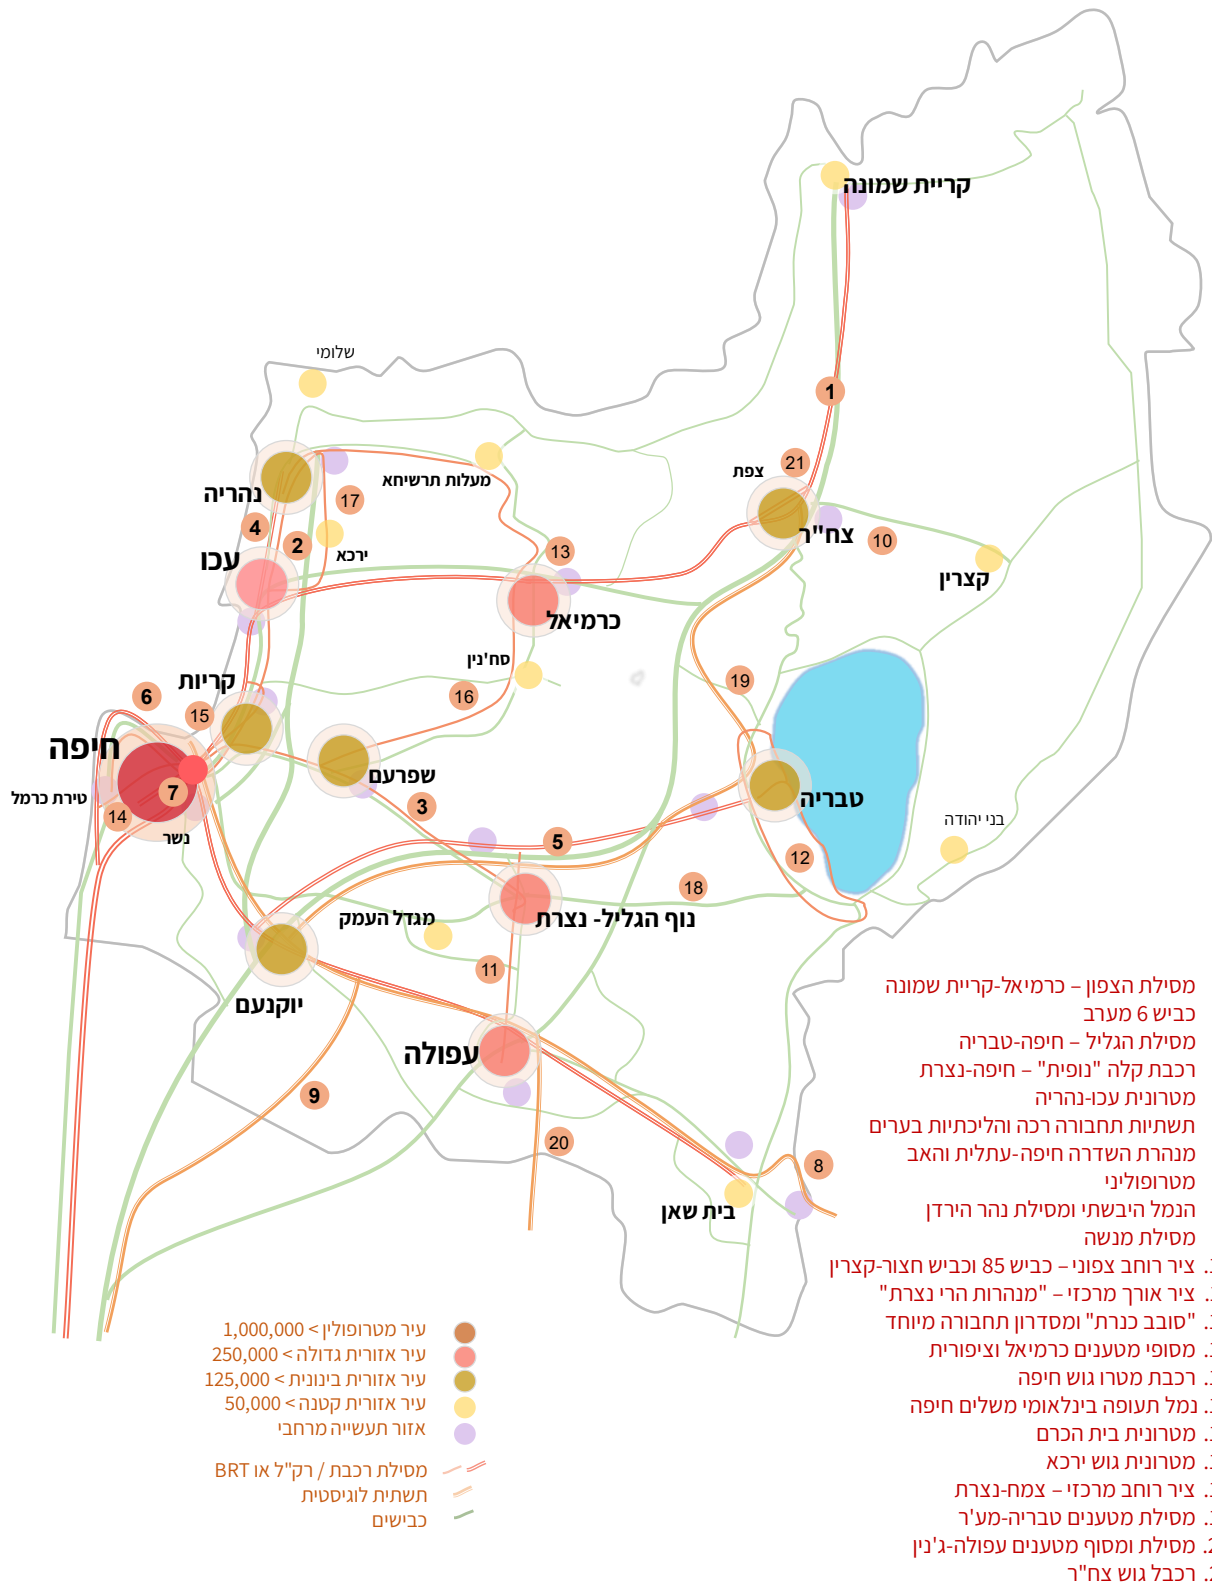 קריית שמונה
1
שלומי
נהריה
17
4
2
ירכא
מעלות תרשיחא
צפת
21
צח"ר
10
קצרין
עכו
13
כרמיאל
סח'נין
16
19
קריות
6
15
חיפה
7
14
טירת כרמל
נשר
שפרעם
3
5
טבריה
12
בני יהודה
18
נוף הגליל- נצרת
מגדל העמק
11
יוקנעם
עפולה
9
20
8
בית שאן
מסילת הצפון – כרמיאל-קריית שמונה
כביש 6 מערב
מסילת הגליל – חיפה-טבריה
רכבת קלה "נופית" – חיפה-נצרת
מטרונית עכו-נהריה
תשתיות תחבורה רכה והליכתיות בערים
מנהרת השדרה חיפה-עתלית והאב
מטרופוליני
הנמל היבשתי ומסילת נהר הירדן
מסילת מנשה
ציר רוחב צפוני – כביש 85 וכביש חצור-קצרין
ציר אורך מרכזי – "מנהרות הרי נצרת"
"סובב כנרת" ומסדרון תחבורה מיוחד
מסופי מטענים כרמיאל וציפורית
רכבת מטרו גוש חיפה
נמל תעופה בינלאומי משלים חיפה
מטרונית בית הכרם
מטרונית גוש ירכא
ציר רוחב מרכזי – צמח-נצרת
מסילת מטענים טבריה-מע'ר
מסילת ומסוף מטענים עפולה-ג'נין
רכבל גוש צח"ר
עיר מטרופולין > 1,000,000
עיר אזורית גדולה > 250,000
עיר אזורית בינונית > 125,000
עיר אזורית קטנה > 50,000
אזור תעשייה מרחבי
מסילת רכבת / רק"ל או BRT
תשתית לוגיסטית
כבישים